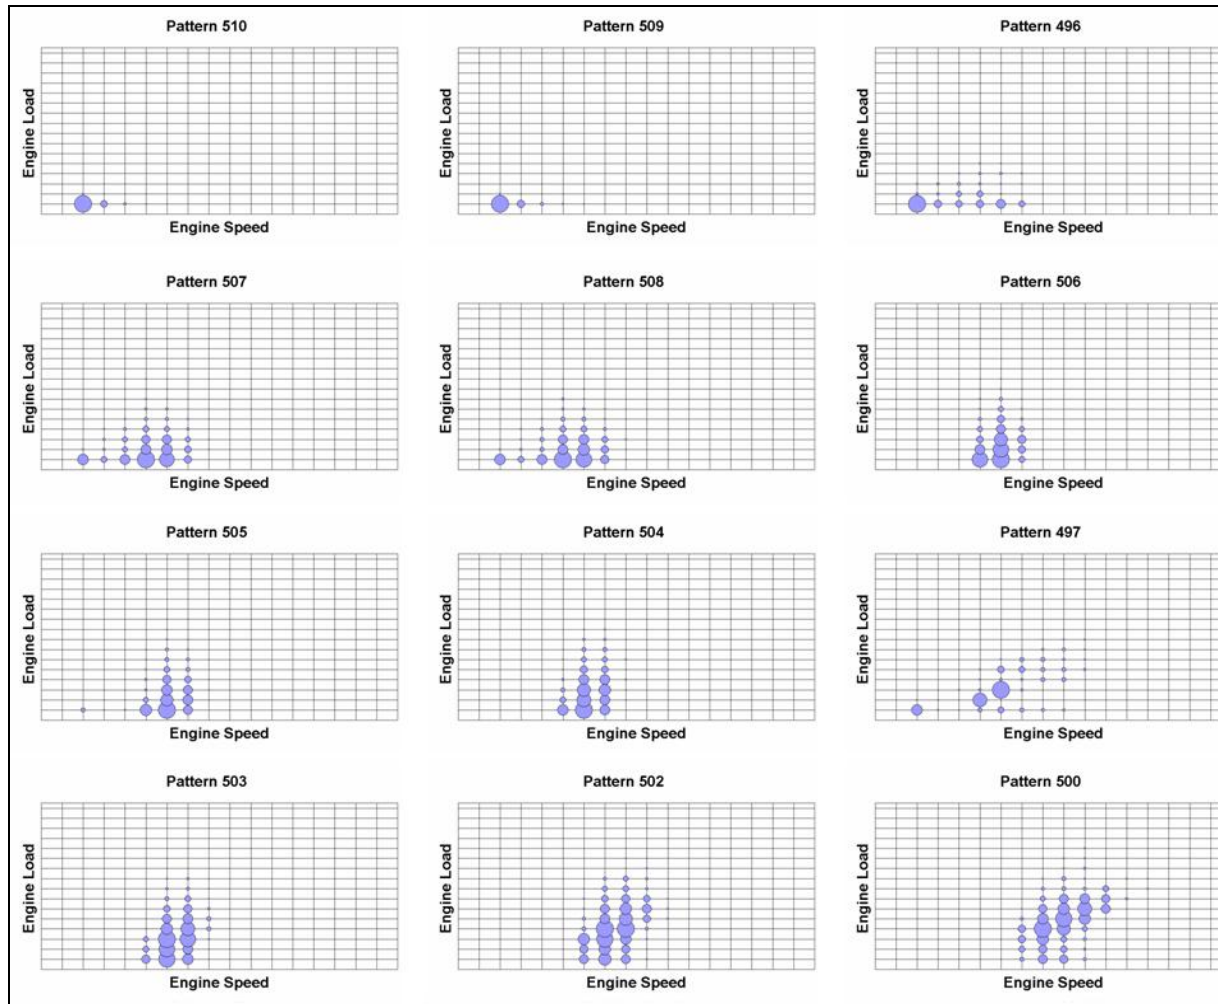 Pattern 510
Pattern 509
Pattern 496
Engine Load
Engine Load
Engine Load
Engine Speed
Engine Speed
Engine Speed
Pattern 507
Pattern 508
Pattern 506
Engine Load
Engine Load
Engine Load
Engine Speed
Engine Speed
Engine Speed
Pattern 505
Pattern 504
Pattern 497
Engine Load
Engine Load
Engine Load
Engine Speed
Engine Speed
Engine Speed
Pattern 503
Pattern 502
Pattern 500
Engine Load
Engine Load
Engine Load
Engine Speed
Engine Speed
Engine Speed